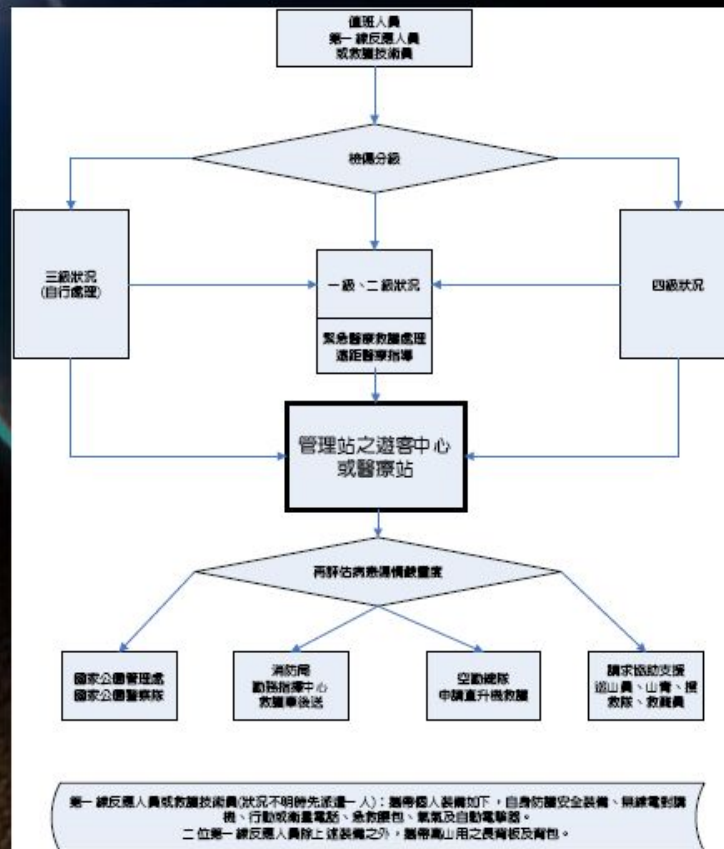 值班人員
第一線反應人員
或救護技術員
檢傷分級
三級狀況
(自行處理)
一級、二級狀況
四級狀況
緊急醫療救護處理
遠距醫療指導
管理站之遊客中心
或醫療站
再評估病患傷情嚴重度
國家公園管理處
國家公園警察隊
消防局
勤務指揮中心
救護車後送
空勤總隊
申請直升機救護
請求協助支援
巡山員、山青、搜
救隊、救難員
第一線反應人員或救護技術員(狀況不明時先派遣一人)：攜帶個人裝備如下，自身防護安全裝備、無線電對講
機、行動或衛星電話、急救腰包、氧氣及自動電擊器。
二位第一線反應人員除上述裝備之外，攜帶高山用之長背板及背包。